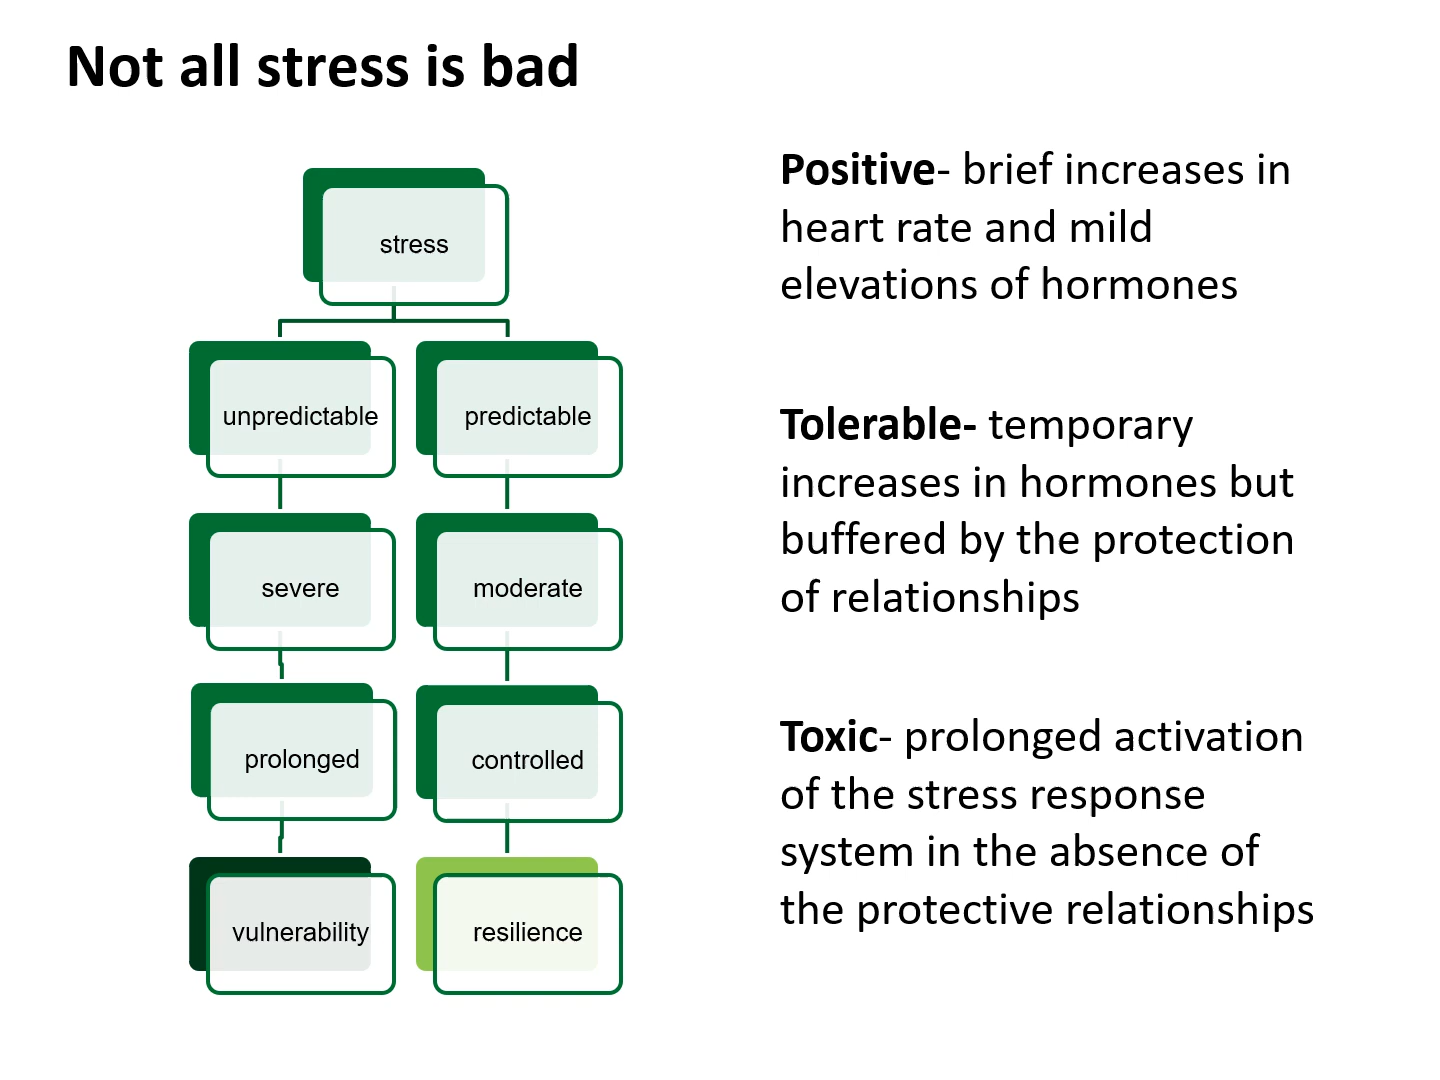 Not all stress is bad
stress
unpredictable
predictable
severe
moderate
prolonged
controlled
vulnerability
resilience
Positive- brief increases in
heart rate and mild
elevations of hormones
Tolerable- temporary
increases in hormones but
buffered by the protection
of relationships
Toxic- prolonged activation
of the stress response
system in the absence of
the protective relationships